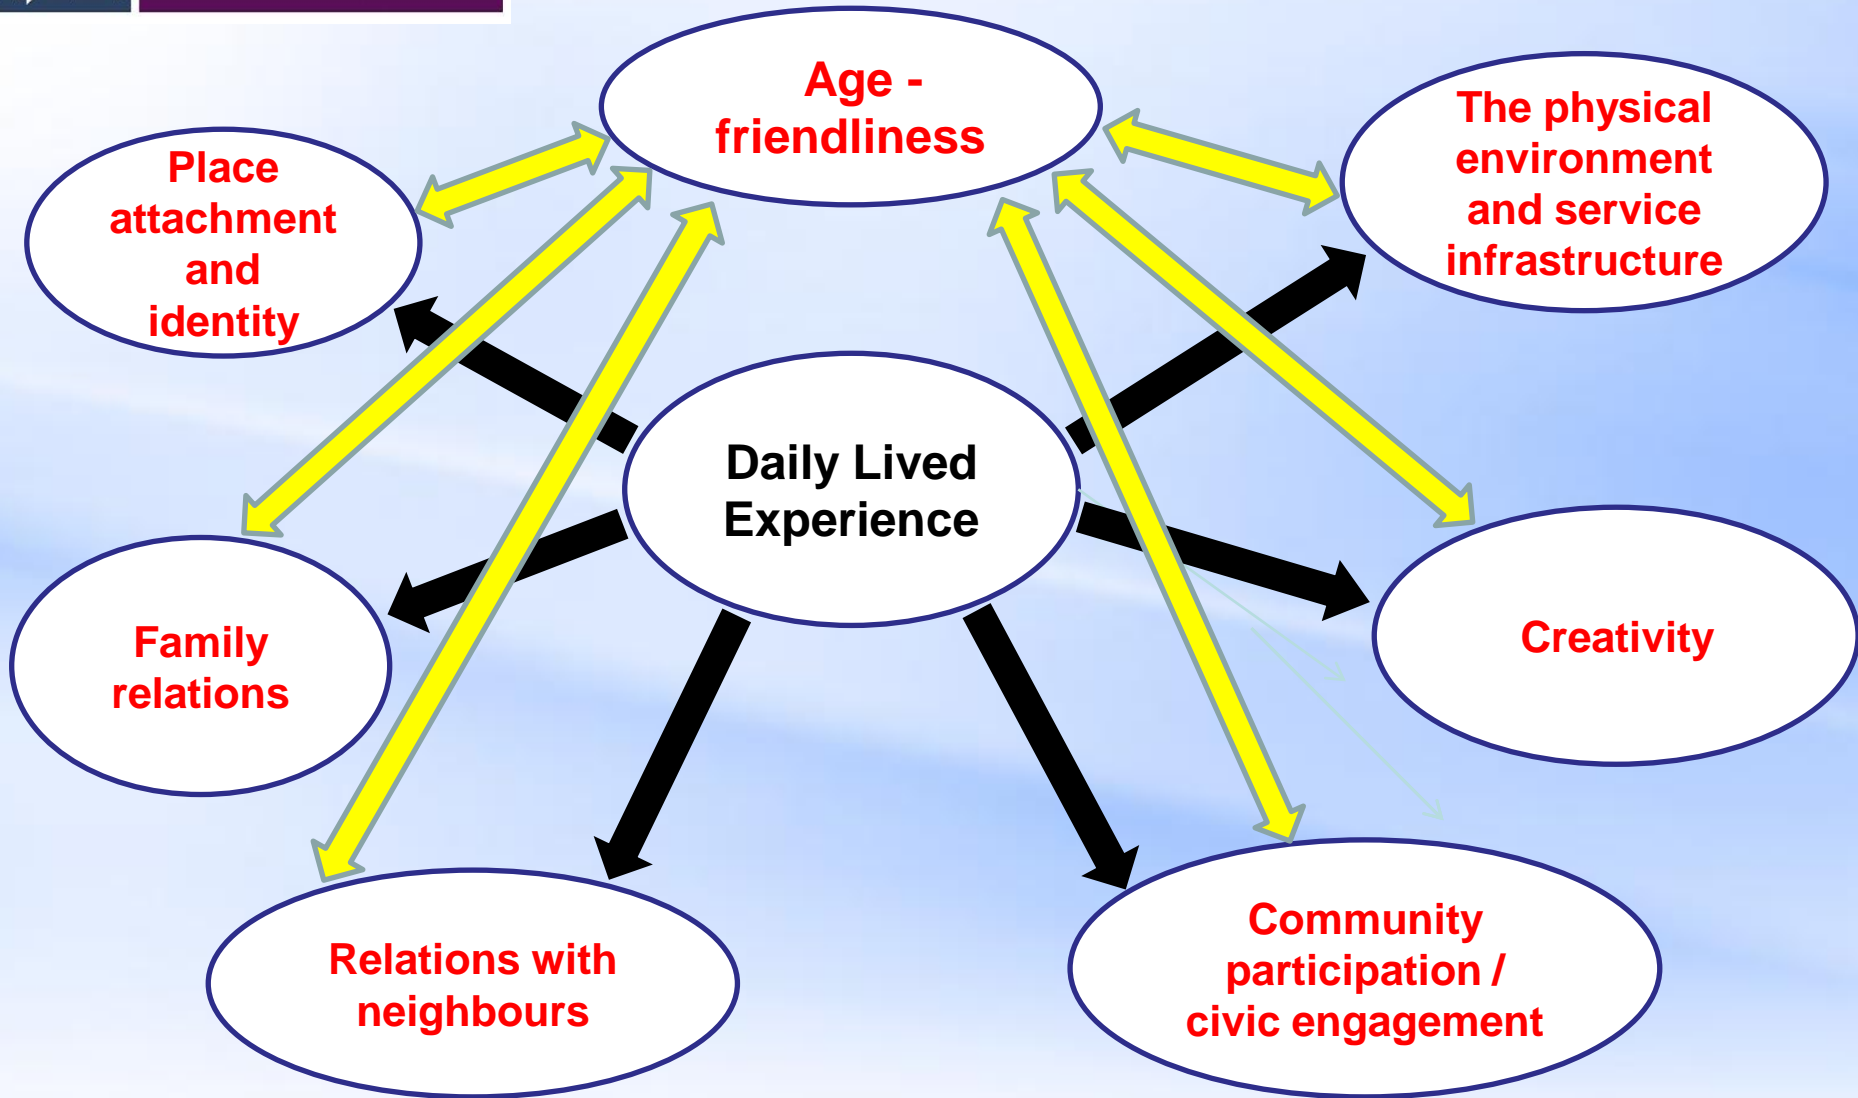 Age -
friendliness
The physical
environment
and service
infrastructure
Place
attachment
and
identity
Daily Lived
Experience
Family
relations
Creativity
Relations with
neighbours
Community
participation /
civic engagement